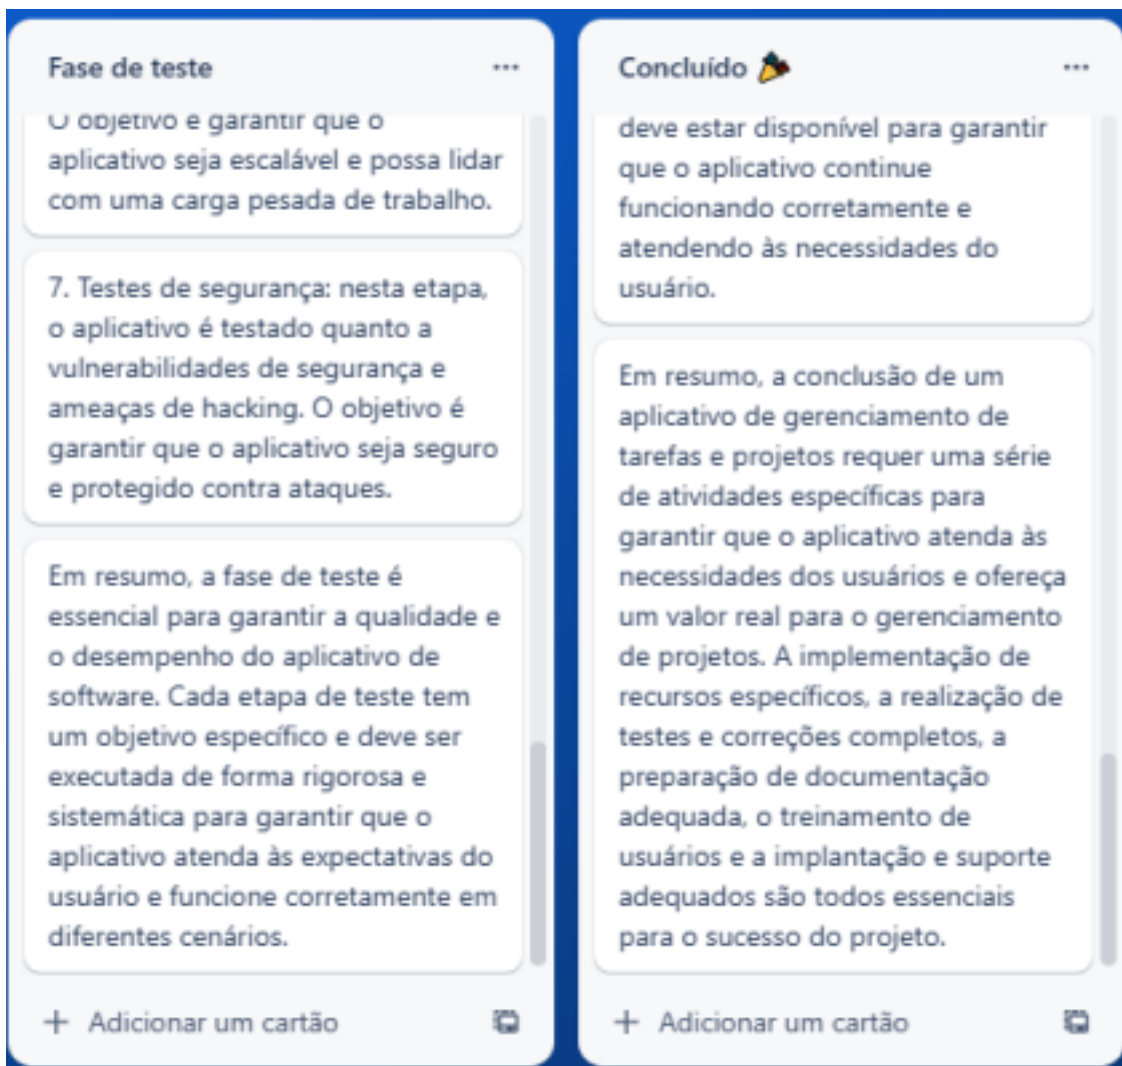 Fase de teste
O objetivo é garantir que o
aplicativo seja escalável e possa lidar
com uma carga pesada de trabalho.
7. Testes de segurança: nesta etapa,
o aplicativo é testado quanto a
vulnerabilidades de segurança e
ameaças de hacking. O objetivo é
garantir que o aplicativo seja seguro
e protegido contra ataques.
Em resumo, a fase de teste é
essencial para garantir a qualidade e
o desempenho do aplicativo de
software. Cada etapa de teste tem
um objetivo específico e deve ser
executada de forma rigorosa e
sistemática para garantir que o
aplicativo atenda às expectativas do
usuário e funcione corretamente em
diferentes cenários.
+ Adicionar um cartão
Concluído
deve estar disponível para garantir
que o aplicativo continue
funcionando corretamente e
atendendo às necessidades do
usuário.
Em resumo, a conclusão de um
aplicativo de gerenciamento de
tarefas e projetos requer uma série
de atividades específicas para
garantir que o aplicativo atenda às
necessidades dos usuários e ofereça
um valor real para o gerenciamento
de projetos. A implementação de
recursos específicos, a realização de
testes e correções completos, a
preparação de documentação
adequada, o treinamento de
usuários e a implantação e suporte
adequados são todos essenciais
para o sucesso do projeto.
+ Adicionar um cartão